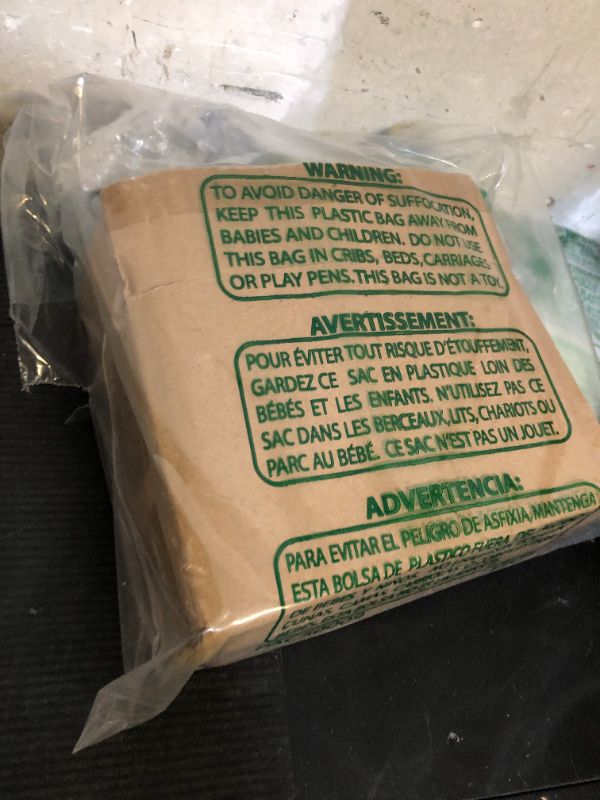 WARNING:
TO AVOID DANGER OF SUFFOCATION,
KEEP THIS PLASTIC BAG AWAY FROM
BABIES AND CHILDREN. DO NOT USE
THIS BAG IN CRIBS, BEDS, CARRIAGES
OR PLAY PENS. THIS BAG IS NOT A TOY.
AVERTISSEMENT:
POUR ÉVITER TOUT RISQUE D'ÉTOUFFEMENT,
GARDEZ CE SAC EN PLASTIQUE LOIN DES
BÉBÉS ET LES ENFANTS. N'UTILISEZ PAS CE
SAC DANS LES BERCEAUX, LITS, CHARIOTS OU
PARC AU BÉBÉ. CE SAC N'EST PAS UN JOUET.
ADVERTENCIA:
PARA EVITAR EL PELIGRO DE ASFIXIA, MANTENGA
ESTA BOLSA DE PLASTICO FUERA
DE BEBES Y
CUNAS, CAMAS,